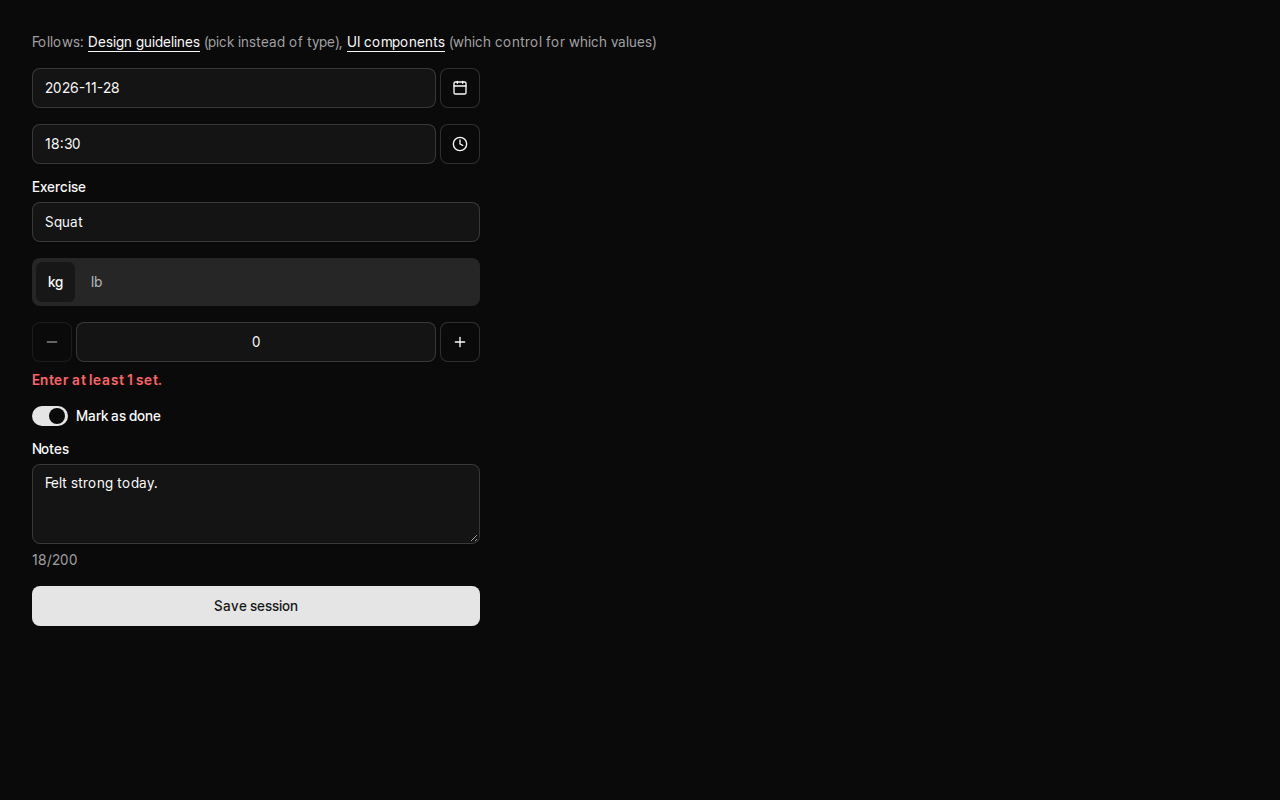 Follows: Design guidelines (pick instead of type), UI components (which control for which values)
2026-11-28
18:30
Exercise
Squat
kg lb
0
Enter at least 1 set.
Mark as done
Notes
Felt strong today.
18/200
Save session